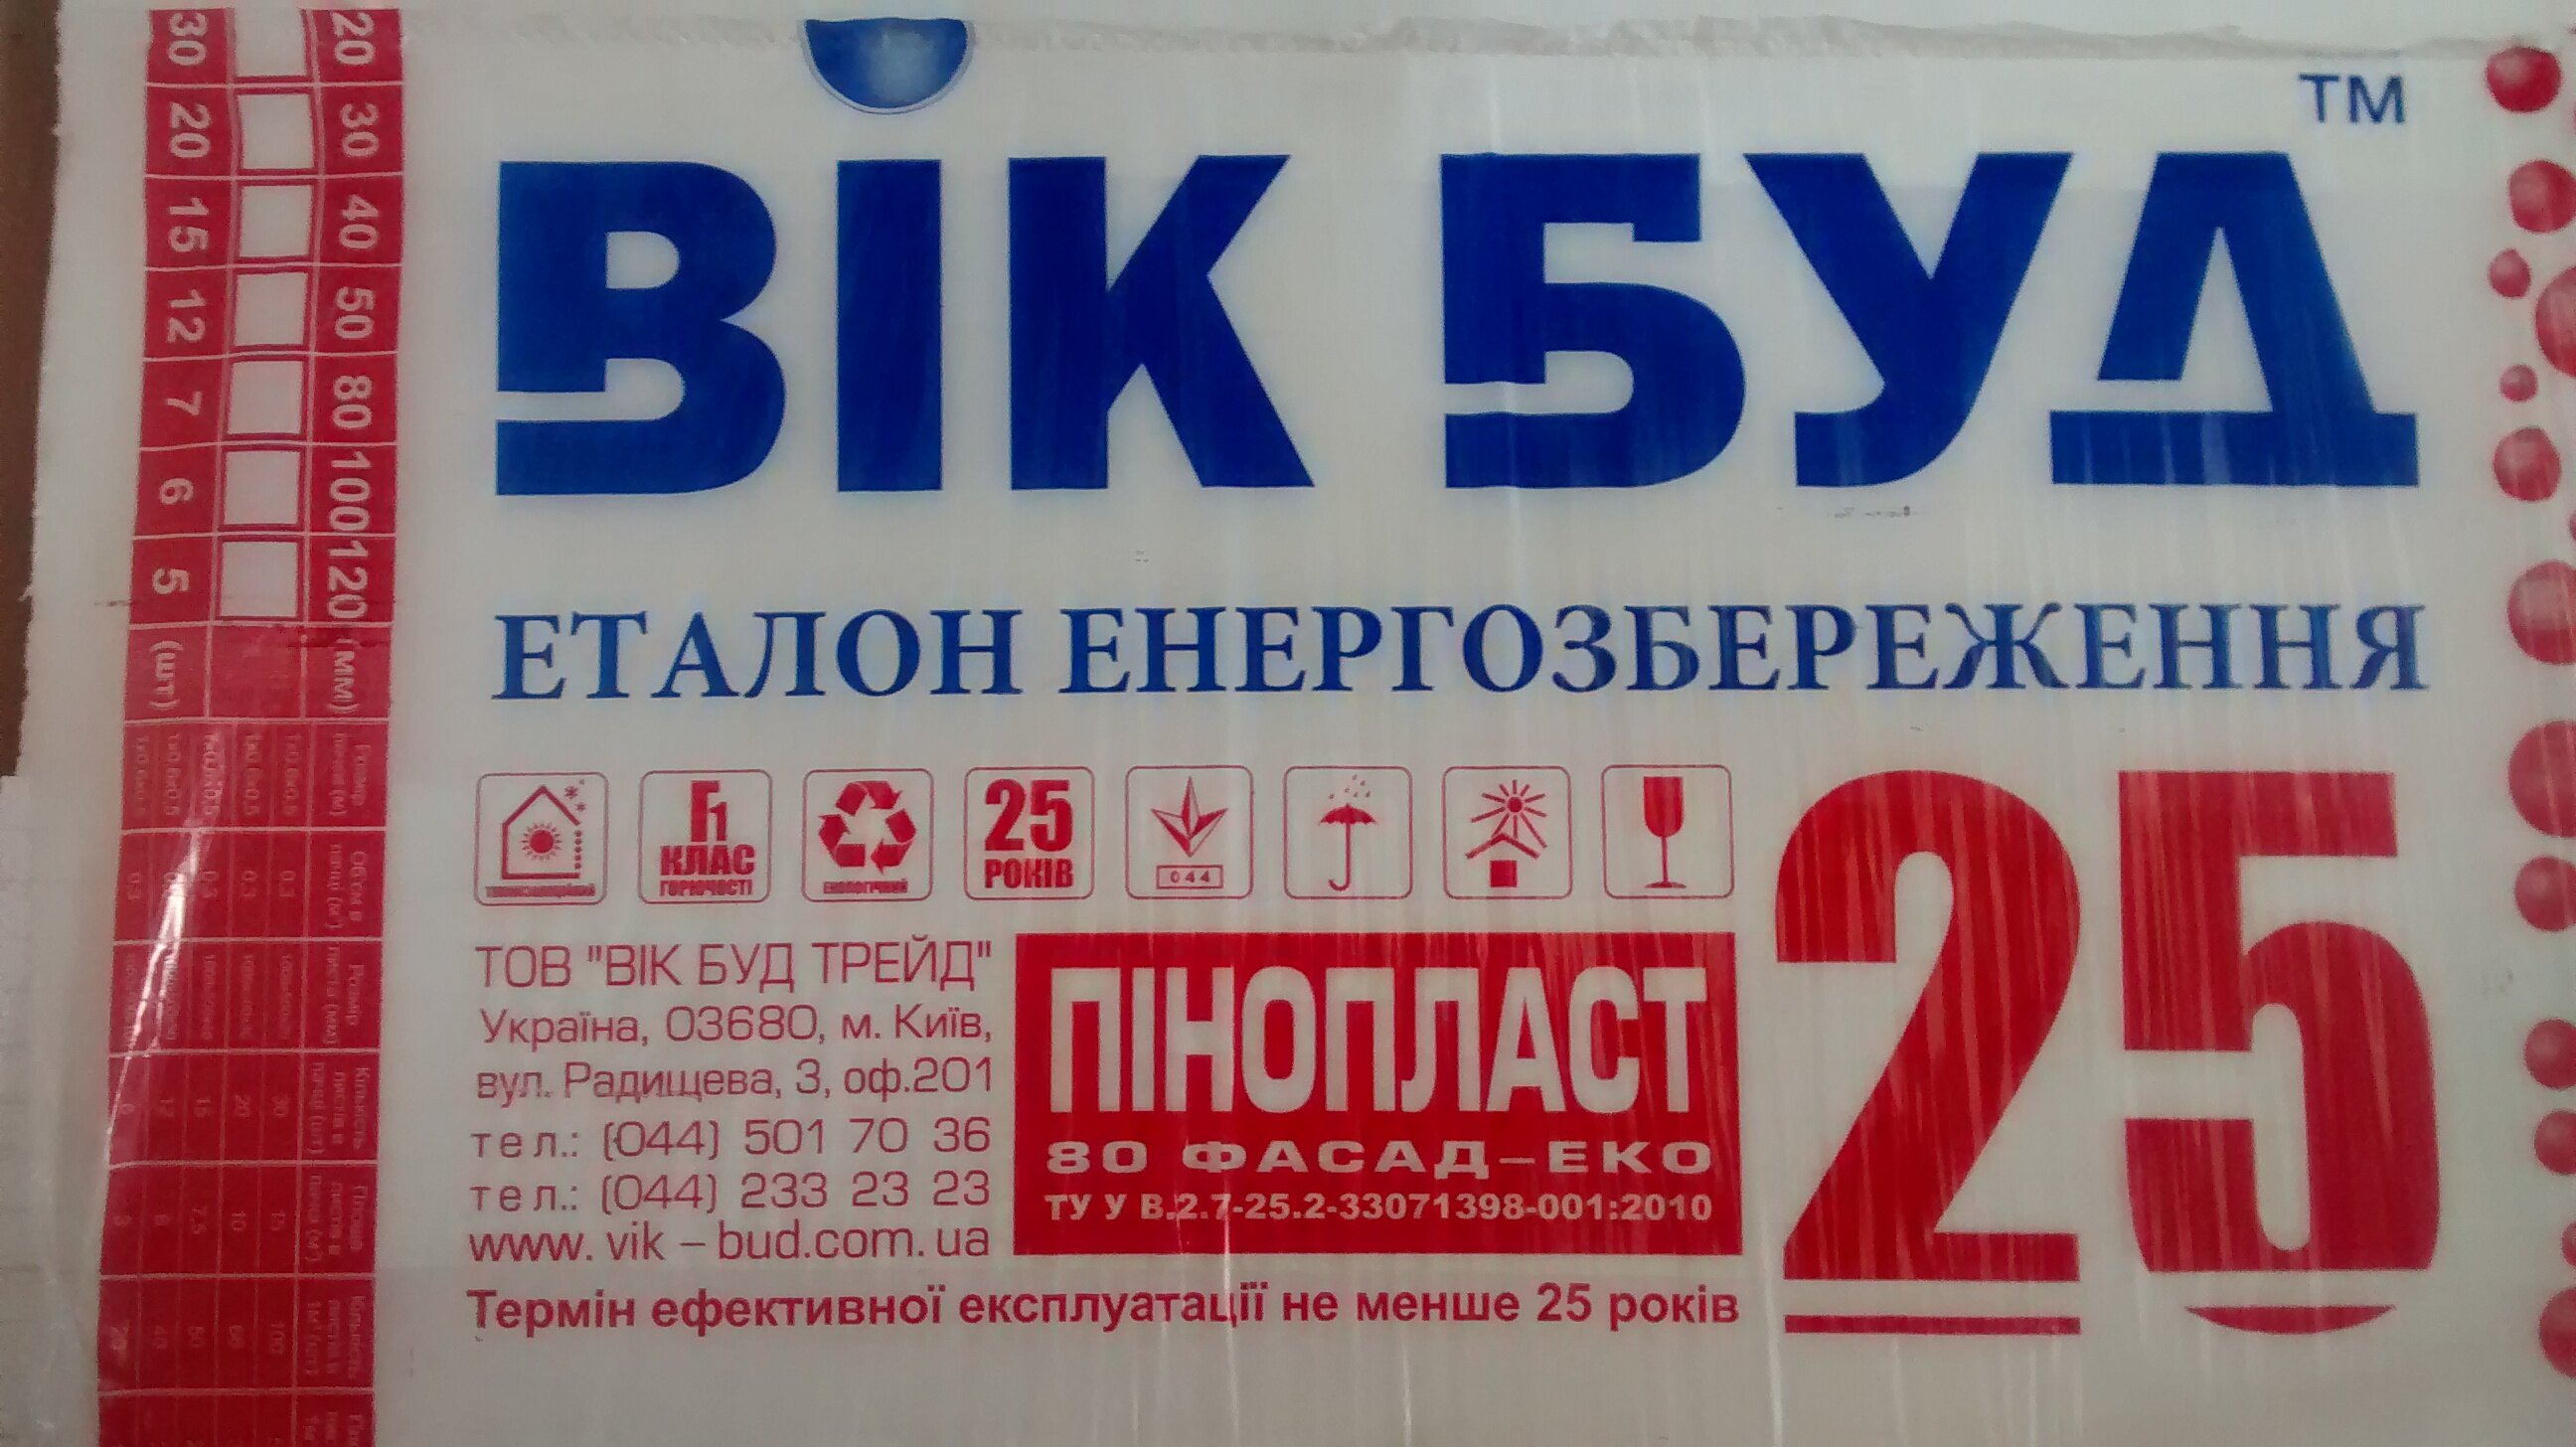 ТМ
ВІК БУД
ЕТАЛОН ЕНЕРГОЗБЕРЕЖЕННЯ
Г1
КЛАС
ГОРЮЧОСТІ
ЕКОЛОГІЧНИЙ
25
РОКІВ
044
25
ТОВ "ВІК БУД ТРЕЙД"
Україна, 03680, м. Київ,
вул. Радищева, 3, оф.201
тел.: (044) 501 70 36
тел.: (044) 233 23 23
www. vik – bud.com. ua
ПІНОПЛАСТ
80 ФАСАД–ЕКО
ТУ У В.2.7-25.2-33071398-001:2010
Термін ефективної експлуатації не менше 25 років
20 30 40 50 80 100 120 (мм)
30 20 15 12 7 6 5 (шт)